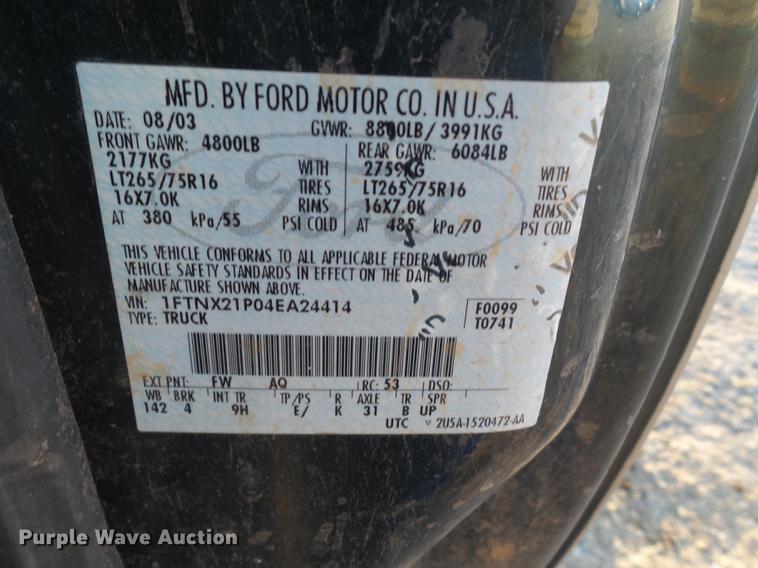 MFD. BY FORD MOTOR CO. IN U.S.A.
DATE: 08/03 GVWR: 8800LB/ 3991KG
FRONT GAWR: 4800LB REAR GAWR: 6084LB
2177KG WITH 2759KG WITH
LT265/75R16 TIRES LT265/75R16 TIRES
16X7.0K RIMS 16X7.0K RIMS
AT 380 kPa/55 PSI COLD AT 485 kPa/70 PSI COLD
THIS VEHICLE CONFORMS TO ALL APPLICABLE FEDERAL MOTOR
VEHICLE SAFETY STANDARDS IN EFFECT ON THE DATE OF
MANUFACTURE SHOWN ABOVE.
VIN: 1FTNX21P04EA24414 F0099
TYPE: TRUCK T0741
EXT PNT: FW AQ RC: 53 DSO:
WB BRK INT TR TP/PS R AXLE TR SPR
142 4 9H E/ K 31 B UP
UTC 2U5A-1520472-AA
Ford
Purple Wave Auction